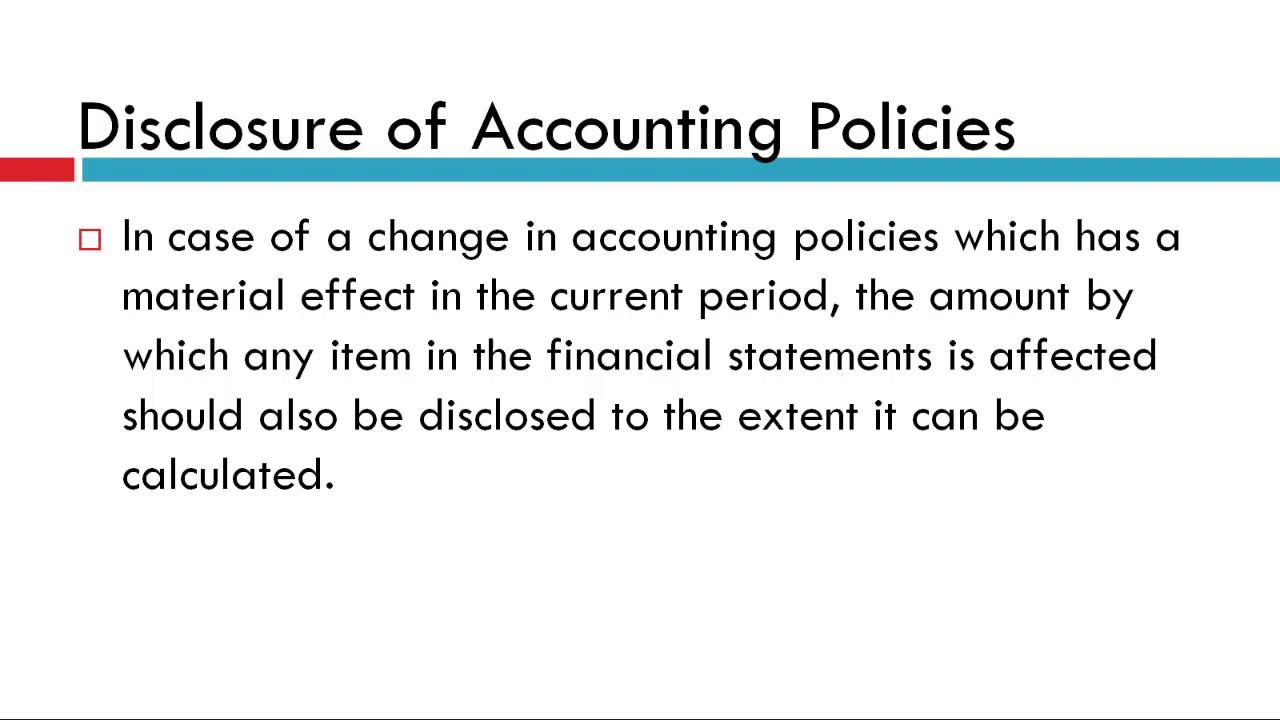 Disclosure of Accounting Policies
In case of a change in accounting policies which has a
material effect in the current period, the amount by
which any item in the financial statements is affected
should also be disclosed to the extent it can be
calculated.